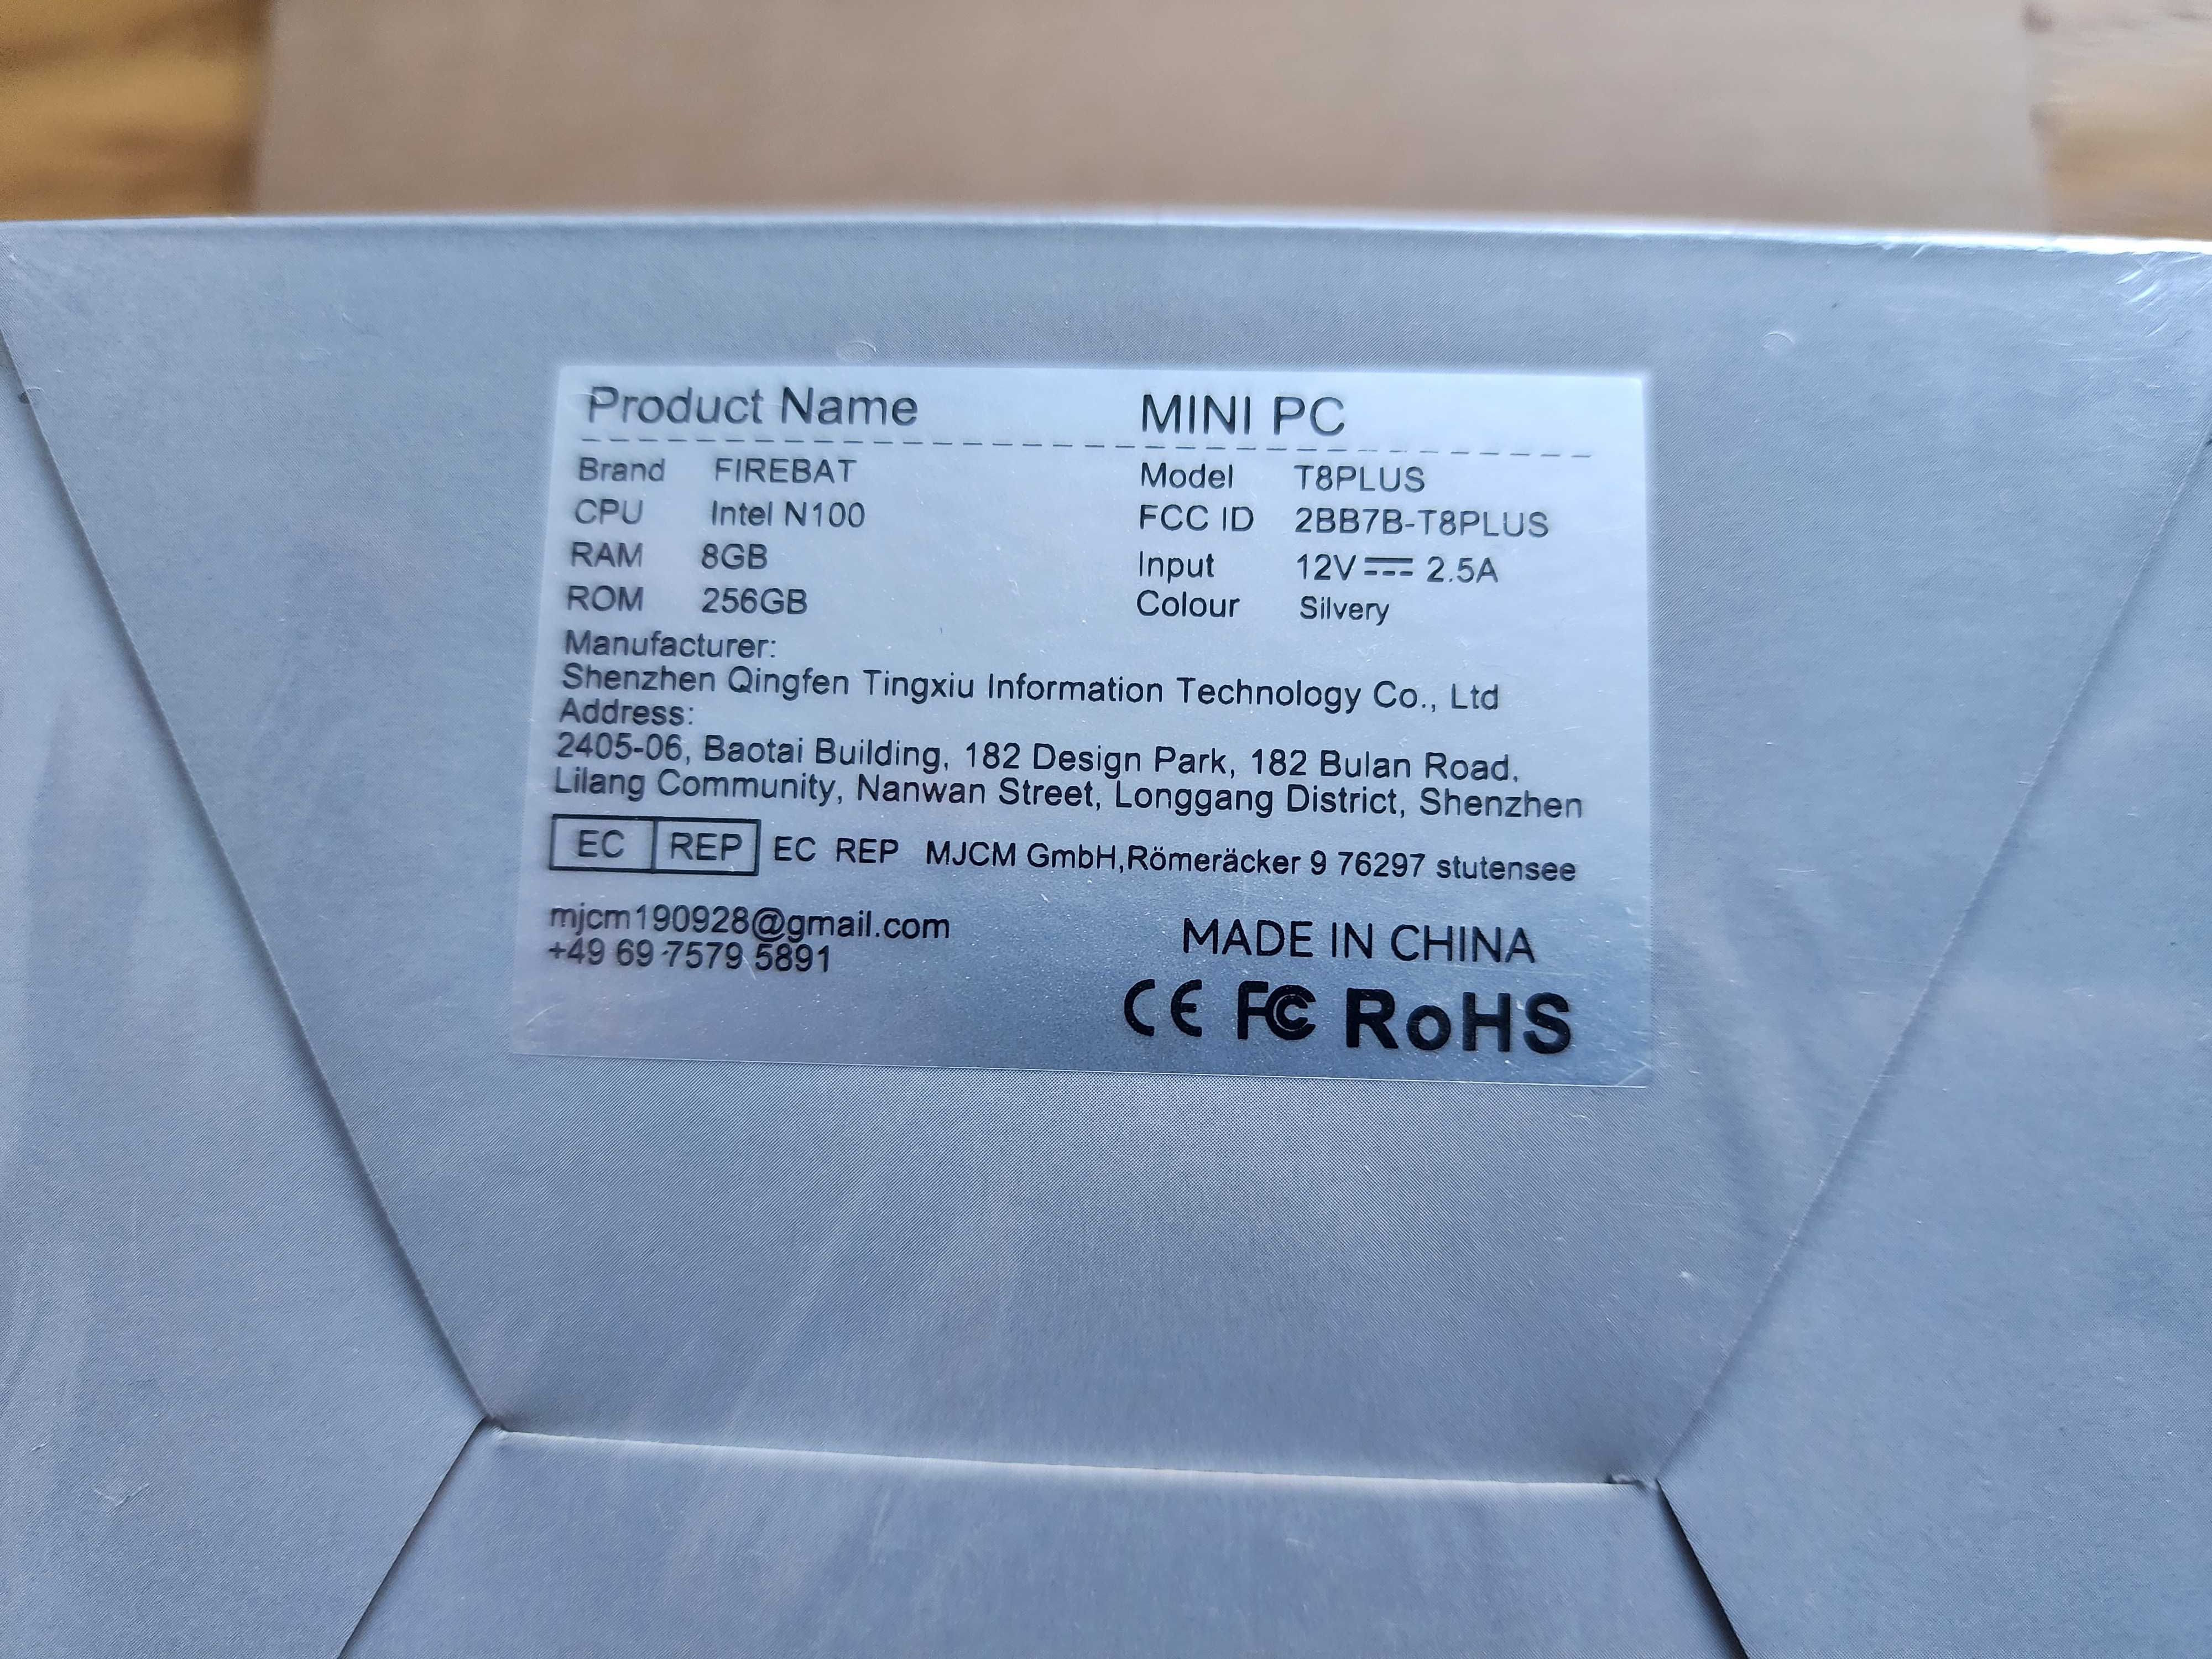 Product Name MINI PC
Brand FIREBAT Model T8PLUS
CPU Intel N100 FCC ID 2BB7B-T8PLUS
RAM 8GB Input 12V⎓2.5A
ROM 256GB Colour Silvery
Manufacturer:
Shenzhen Qingfen Tingxiu Information Technology Co., Ltd
Address:
2405-06, Baotai Building, 182 Design Park, 182 Bulan Road,
Lilang Community, Nanwan Street, Longgang District, Shenzhen
EC REP EC REP MJCM GmbH,Römeräcker 9 76297 stutensee
mjcm190928@gmail.com
+49 69 7579 5891
MADE IN CHINA
CE FC RoHS